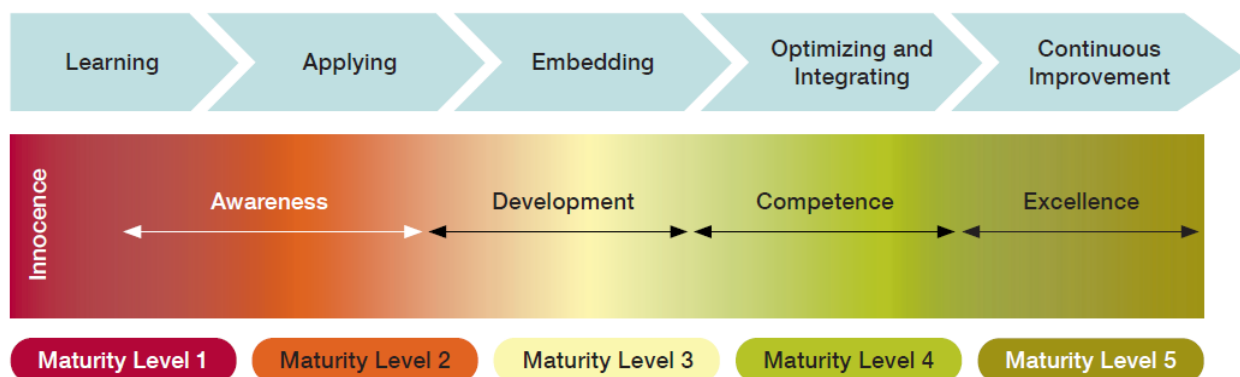 Learning
Applying
Embedding
Optimizing and
Integrating
Continuous
Improvement
Innocence
Awareness
Development
Competence
Excellence
Maturity Level 1
Maturity Level 2
Maturity Level 3
Maturity Level 4
Maturity Level 5